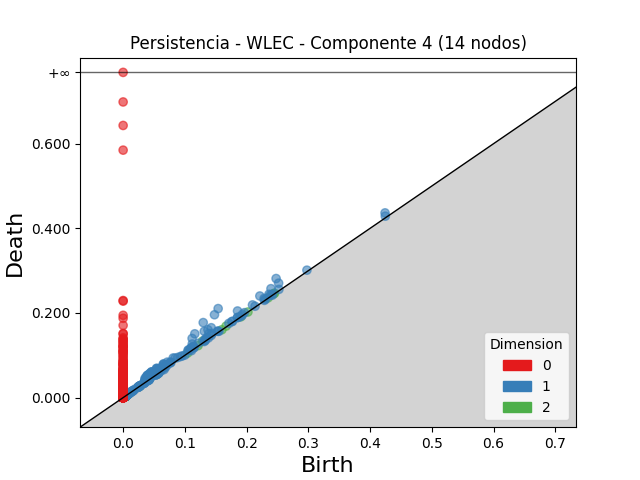 Persistencia - WLEC - Componente 4 (14 nodos)
+∞
0.600
0.400
0.200
0.000
Death
Dimension
0
1
2
0.0 0.1 0.2 0.3 0.4 0.5 0.6 0.7
Birth